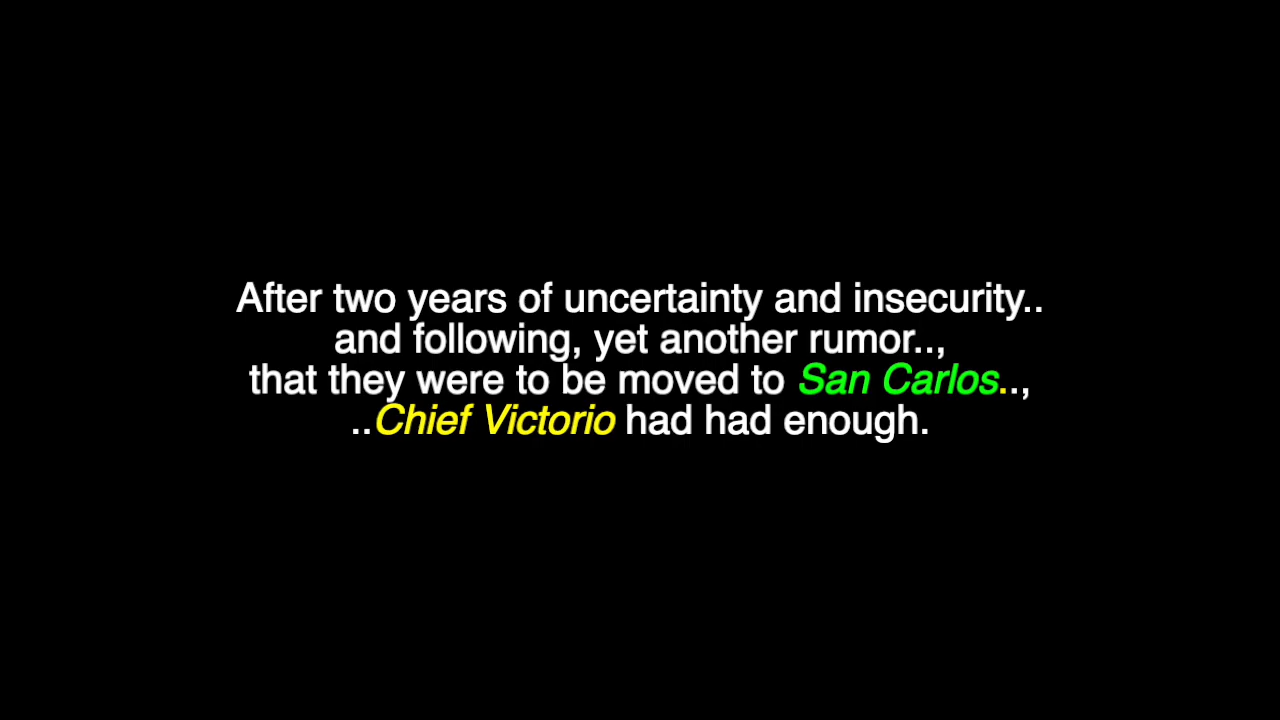 After two years of uncertainty and insecurity..
and following, yet another rumor..,
that they were to be moved to San Carlos..,
..Chief Victorio had had enough.